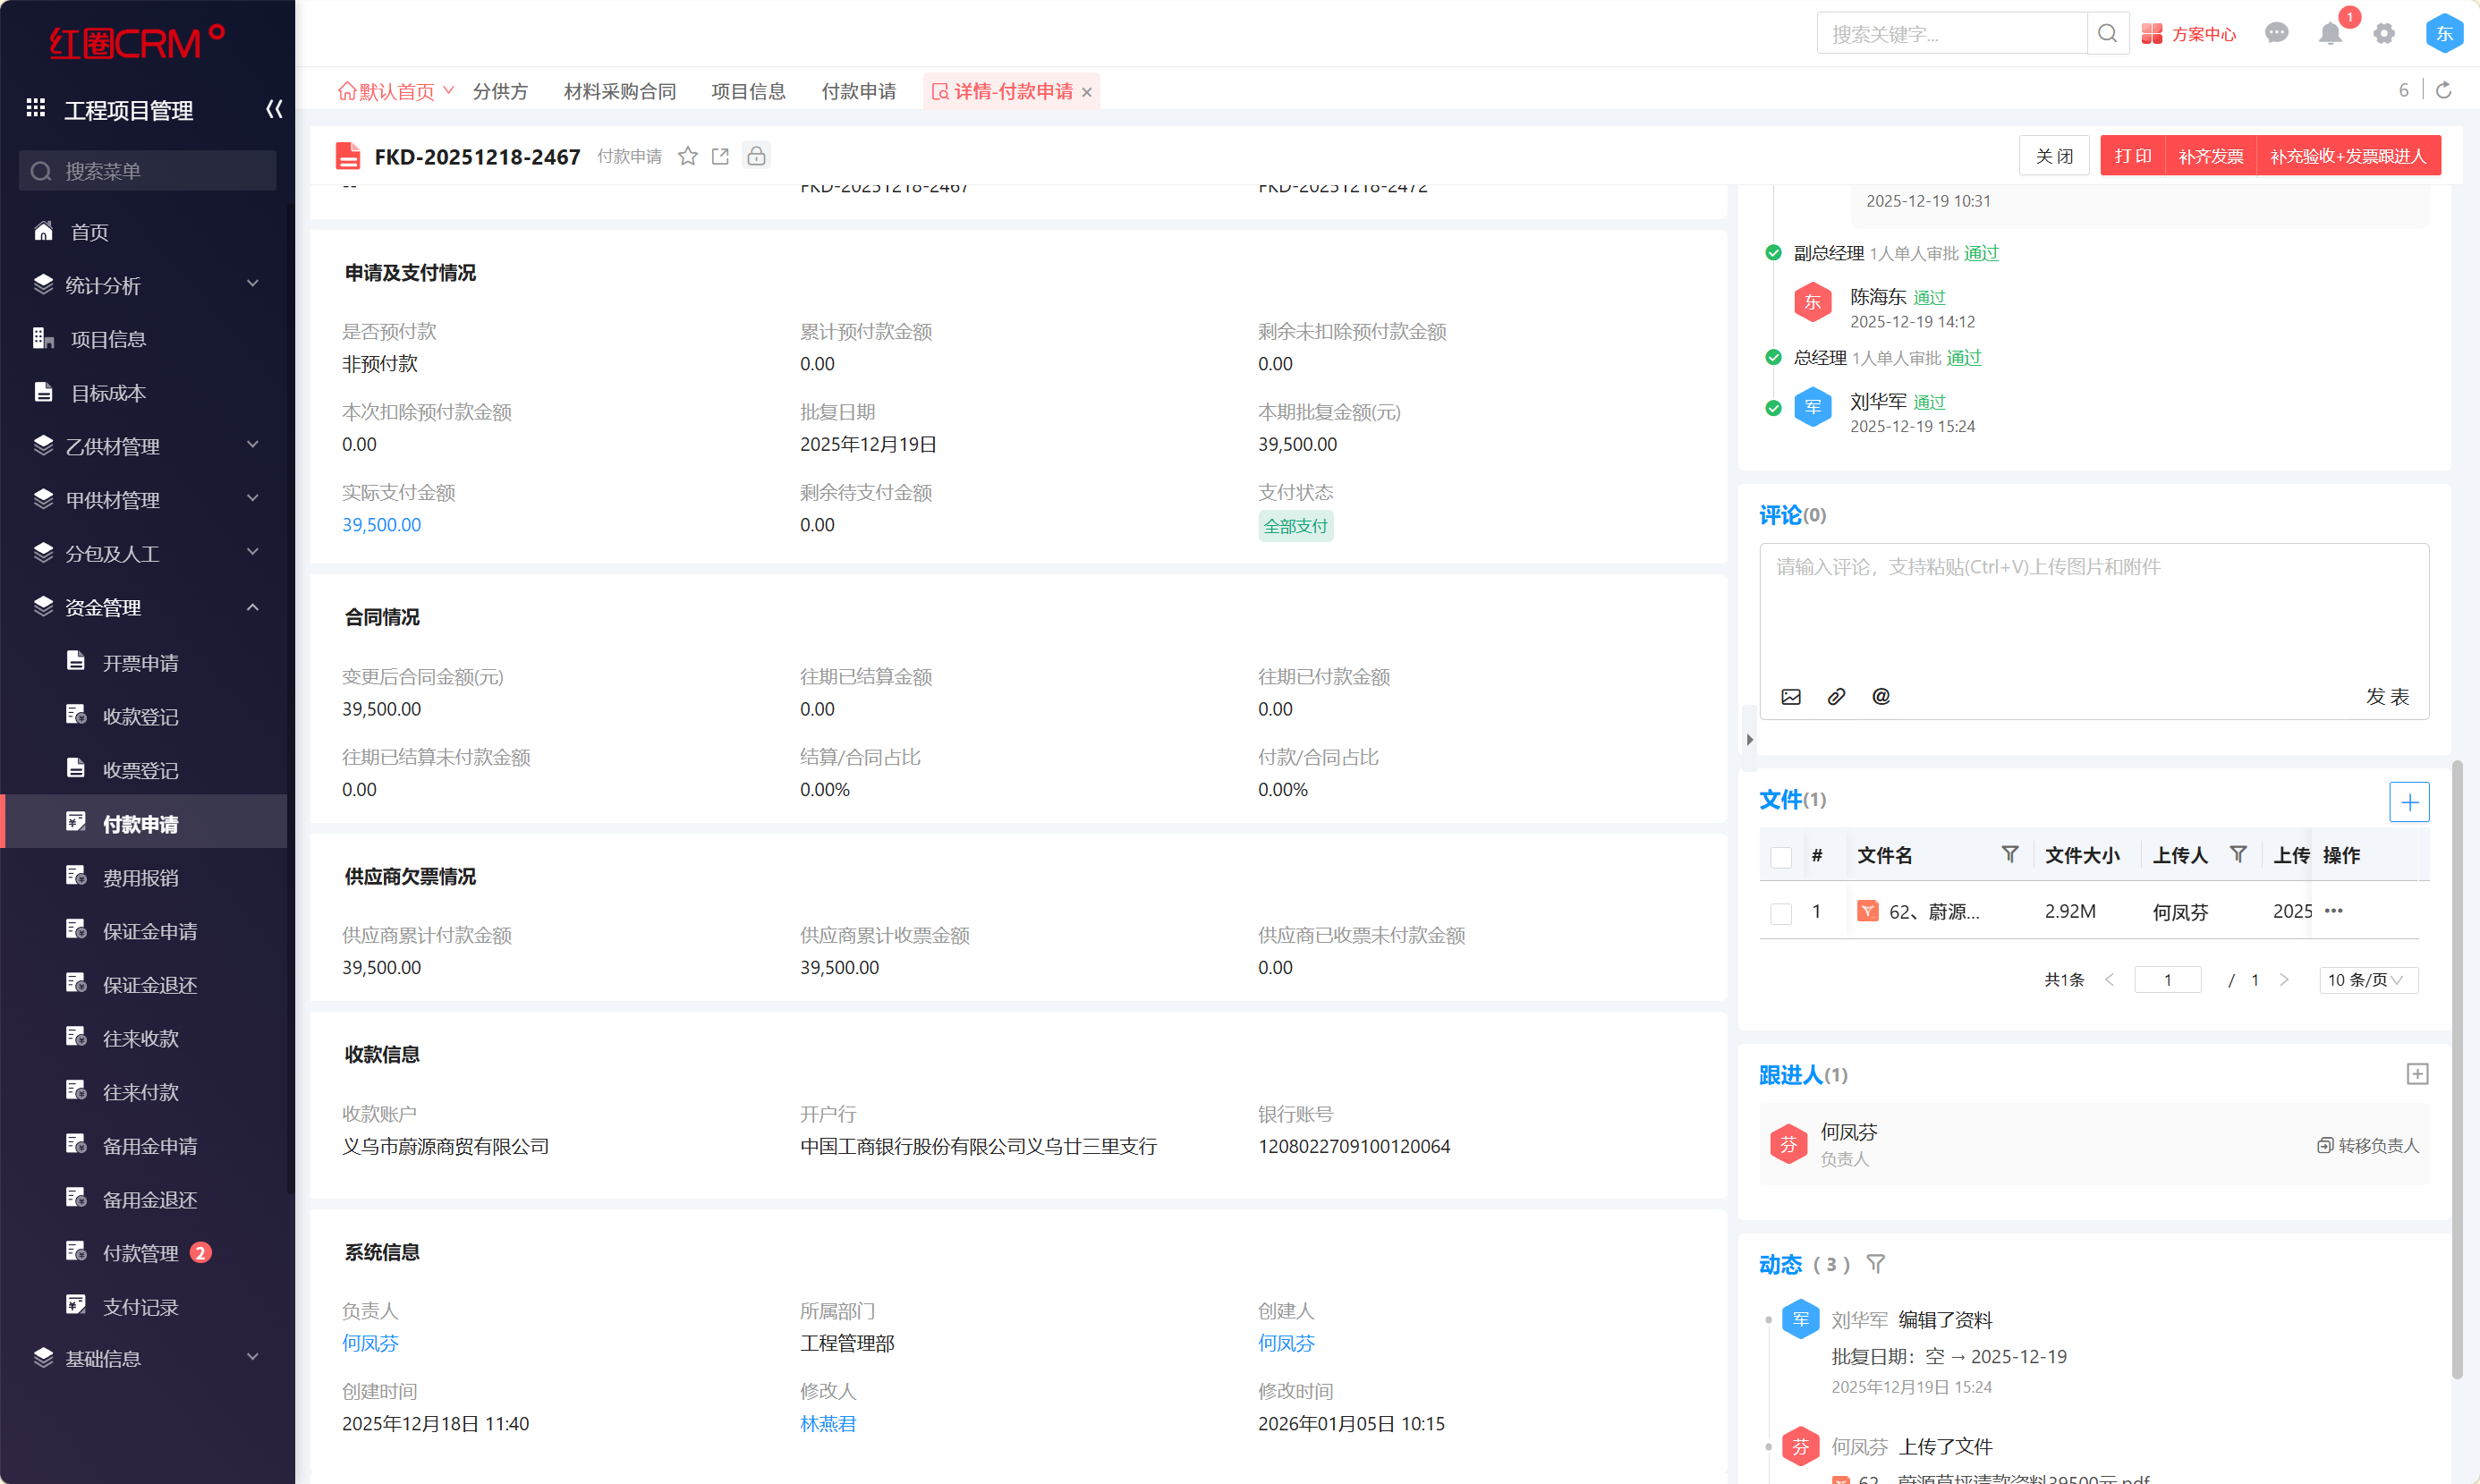 红圈CRM
搜索关键字...
方案中心
1
东
工程项目管理
默认首页
分供方
材料采购合同
项目信息
付款申请
详情-付款申请
6
搜索菜单
FKD-20251218-2467
付款申请
关 闭
打 印
补齐发票
补充验收+发票跟进人
首页
统计分析
项目信息
目标成本
乙供材管理
甲供材管理
分包及人工
资金管理
开票申请
收款登记
收票登记
付款申请
费用报销
保证金申请
保证金退还
往来收款
往来付款
备用金申请
备用金退还
付款管理 2
支付记录
基础信息
-- FKD-20251218-2467 FKD-20251218-2472
申请及支付情况
是否预付款 累计预付款金额 剩余未扣除预付款金额
非预付款 0.00 0.00
本次扣除预付款金额 批复日期 本期批复金额(元)
0.00 2025年12月19日 39,500.00
实际支付金额 剩余待支付金额 支付状态
39,500.00 0.00 全部支付
合同情况
变更后合同金额(元) 往期已结算金额 往期已付款金额
39,500.00 0.00 0.00
往期已结算未付款金额 结算/合同占比 付款/合同占比
0.00 0.00% 0.00%
供应商欠票情况
供应商累计付款金额 供应商累计收票金额 供应商已收票未付款金额
39,500.00 39,500.00 0.00
收款信息
收款账户 开户行 银行账号
义乌市蔚源商贸有限公司 中国工商银行股份有限公司义乌廿三里支行 1208022709100120064
系统信息
负责人 所属部门 创建人
何凤芬 工程管理部 何凤芬
创建时间 修改人 修改时间
2025年12月18日 11:40 林燕君 2026年01月05日 10:15
2025-12-19 10:31
副总经理 1人单人审批 通过
东 陈海东 通过
2025-12-19 14:12
总经理 1人单人审批 通过
军 刘华军 通过
2025-12-19 15:24
评论(0)
请输入评论，支持粘贴(Ctrl+V)上传图片和附件
发 表
文件(1)
# 文件名 文件大小 上传人 上传 操作
1 62、蔚源... 2.92M 何凤芬 2025 •••
共1条 1 / 1 10 条/页
跟进人(1)
芬 何凤芬
负责人
转移负责人
动态 ( 3 )
军 刘华军 编辑了资料
批复日期：空 → 2025-12-19
2025年12月19日 15:24
芬 何凤芬 上传了文件
62、蔚源草坪请款资料39500元.pdf